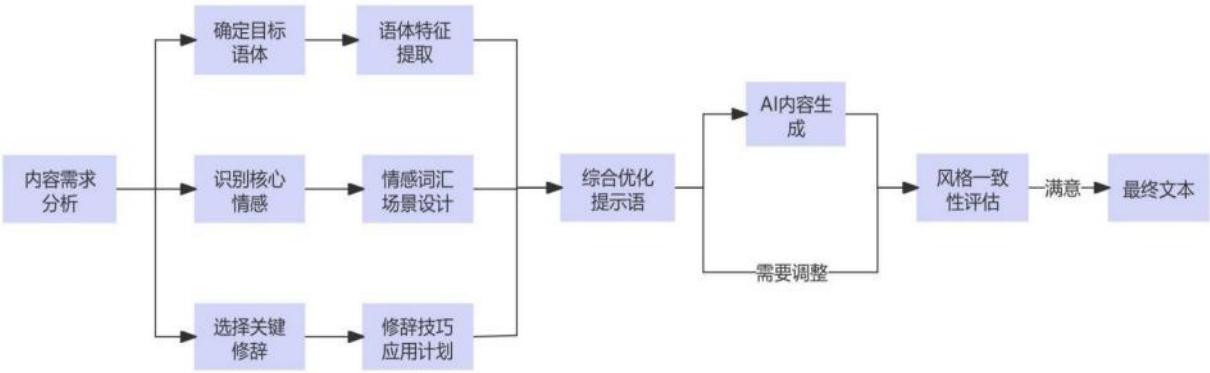 确定目标
语体
语体特征
提取
AI内容生
成
内容需求
分析
识别核心
情感
情感词汇
场景设计
综合优化
提示语
风格一致
性评估
满意
最终文本
需要调整
选择关键
修辞
修辞技巧
应用计划